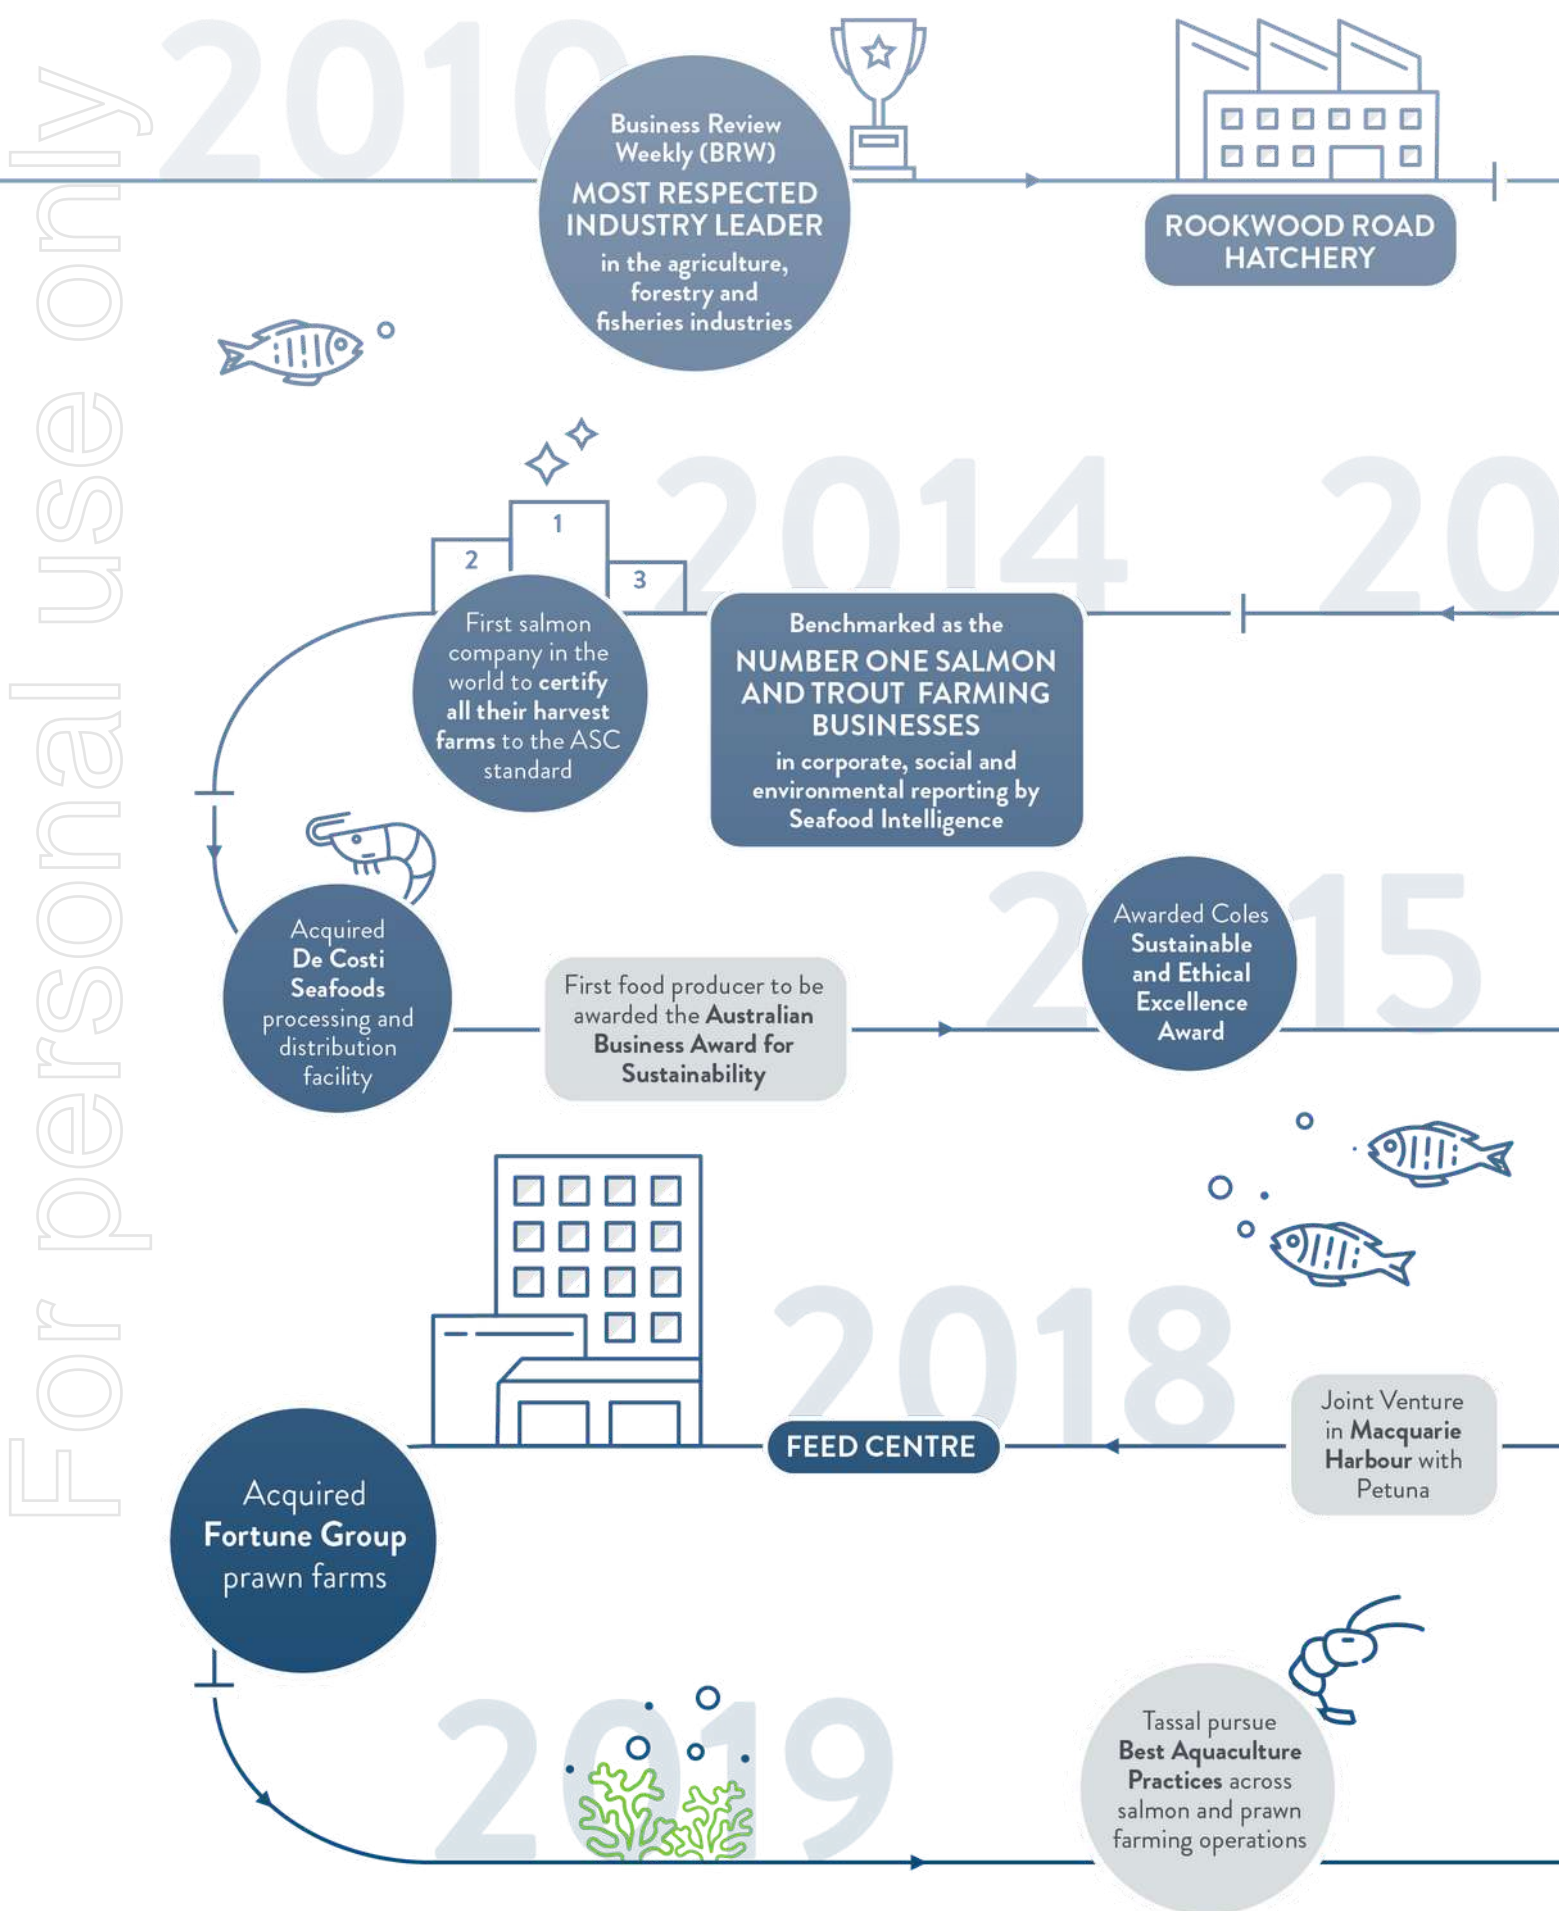 For personal use only
2010
Business Review
Weekly (BRW)
MOST RESPECTED
INDUSTRY LEADER
in the agriculture,
forestry and
fisheries industries
ROOKWOOD ROAD
HATCHERY
2014
20
1
2
3
First salmon
company in the
world to certify
all their harvest
farms to the ASC
standard
Benchmarked as the
NUMBER ONE SALMON
AND TROUT FARMING
BUSINESSES
in corporate, social and
environmental reporting by
Seafood Intelligence
Acquired
De Costi
Seafoods
processing and
distribution
facility
First food producer to be
awarded the Australian
Business Award for
Sustainability
2015
Awarded Coles
Sustainable
and Ethical
Excellence
Award
2018
Joint Venture
in Macquarie
Harbour with
Petuna
FEED CENTRE
Acquired
Fortune Group
prawn farms
2019
Tassal pursue
Best Aquaculture
Practices across
salmon and prawn
farming operations